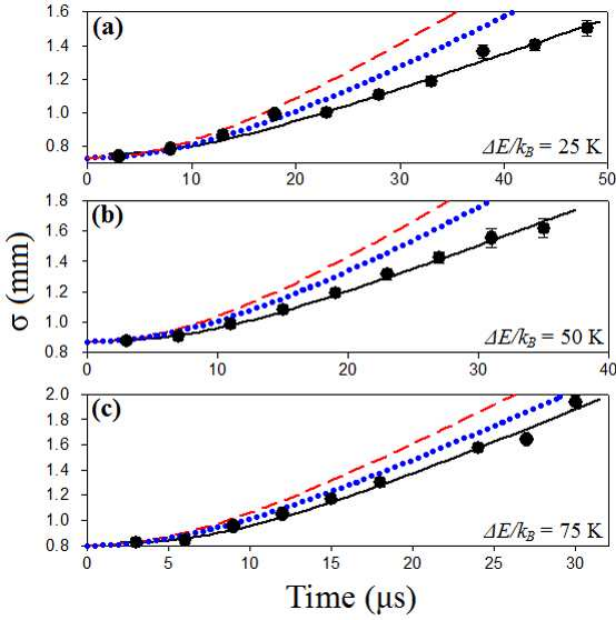 1.6
(a)
1.4
1.2
1.0
0.8
ΔE/k_B = 25 K
0 10 20 30 40 50
1.8
(b)
1.6
1.4
1.2
1.0
0.8
ΔE/k_B = 50 K
0 10 20 30 40
σ (mm)
2.0
(c)
1.8
1.6
1.4
1.2
1.0
0.8
ΔE/k_B = 75 K
0 5 10 15 20 25 30
Time (μs)